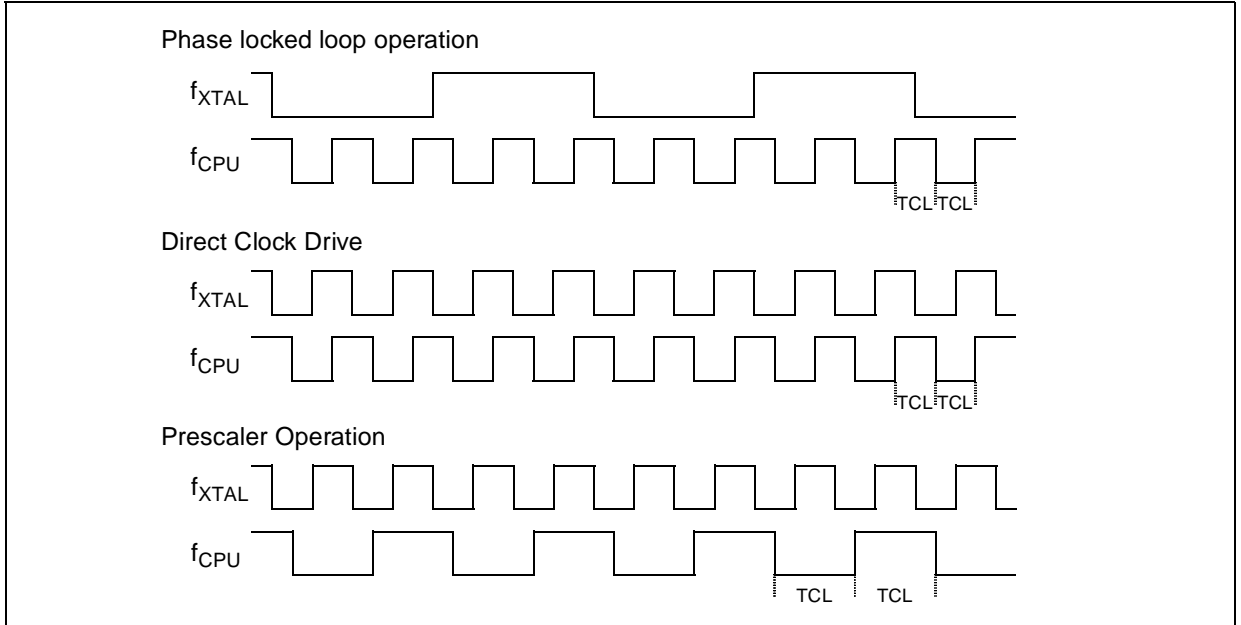 Phase locked loop operation
fXTAL
fCPU
TCL TCL
Direct Clock Drive
fXTAL
fCPU
TCL TCL
Prescaler Operation
fXTAL
fCPU
TCL TCL